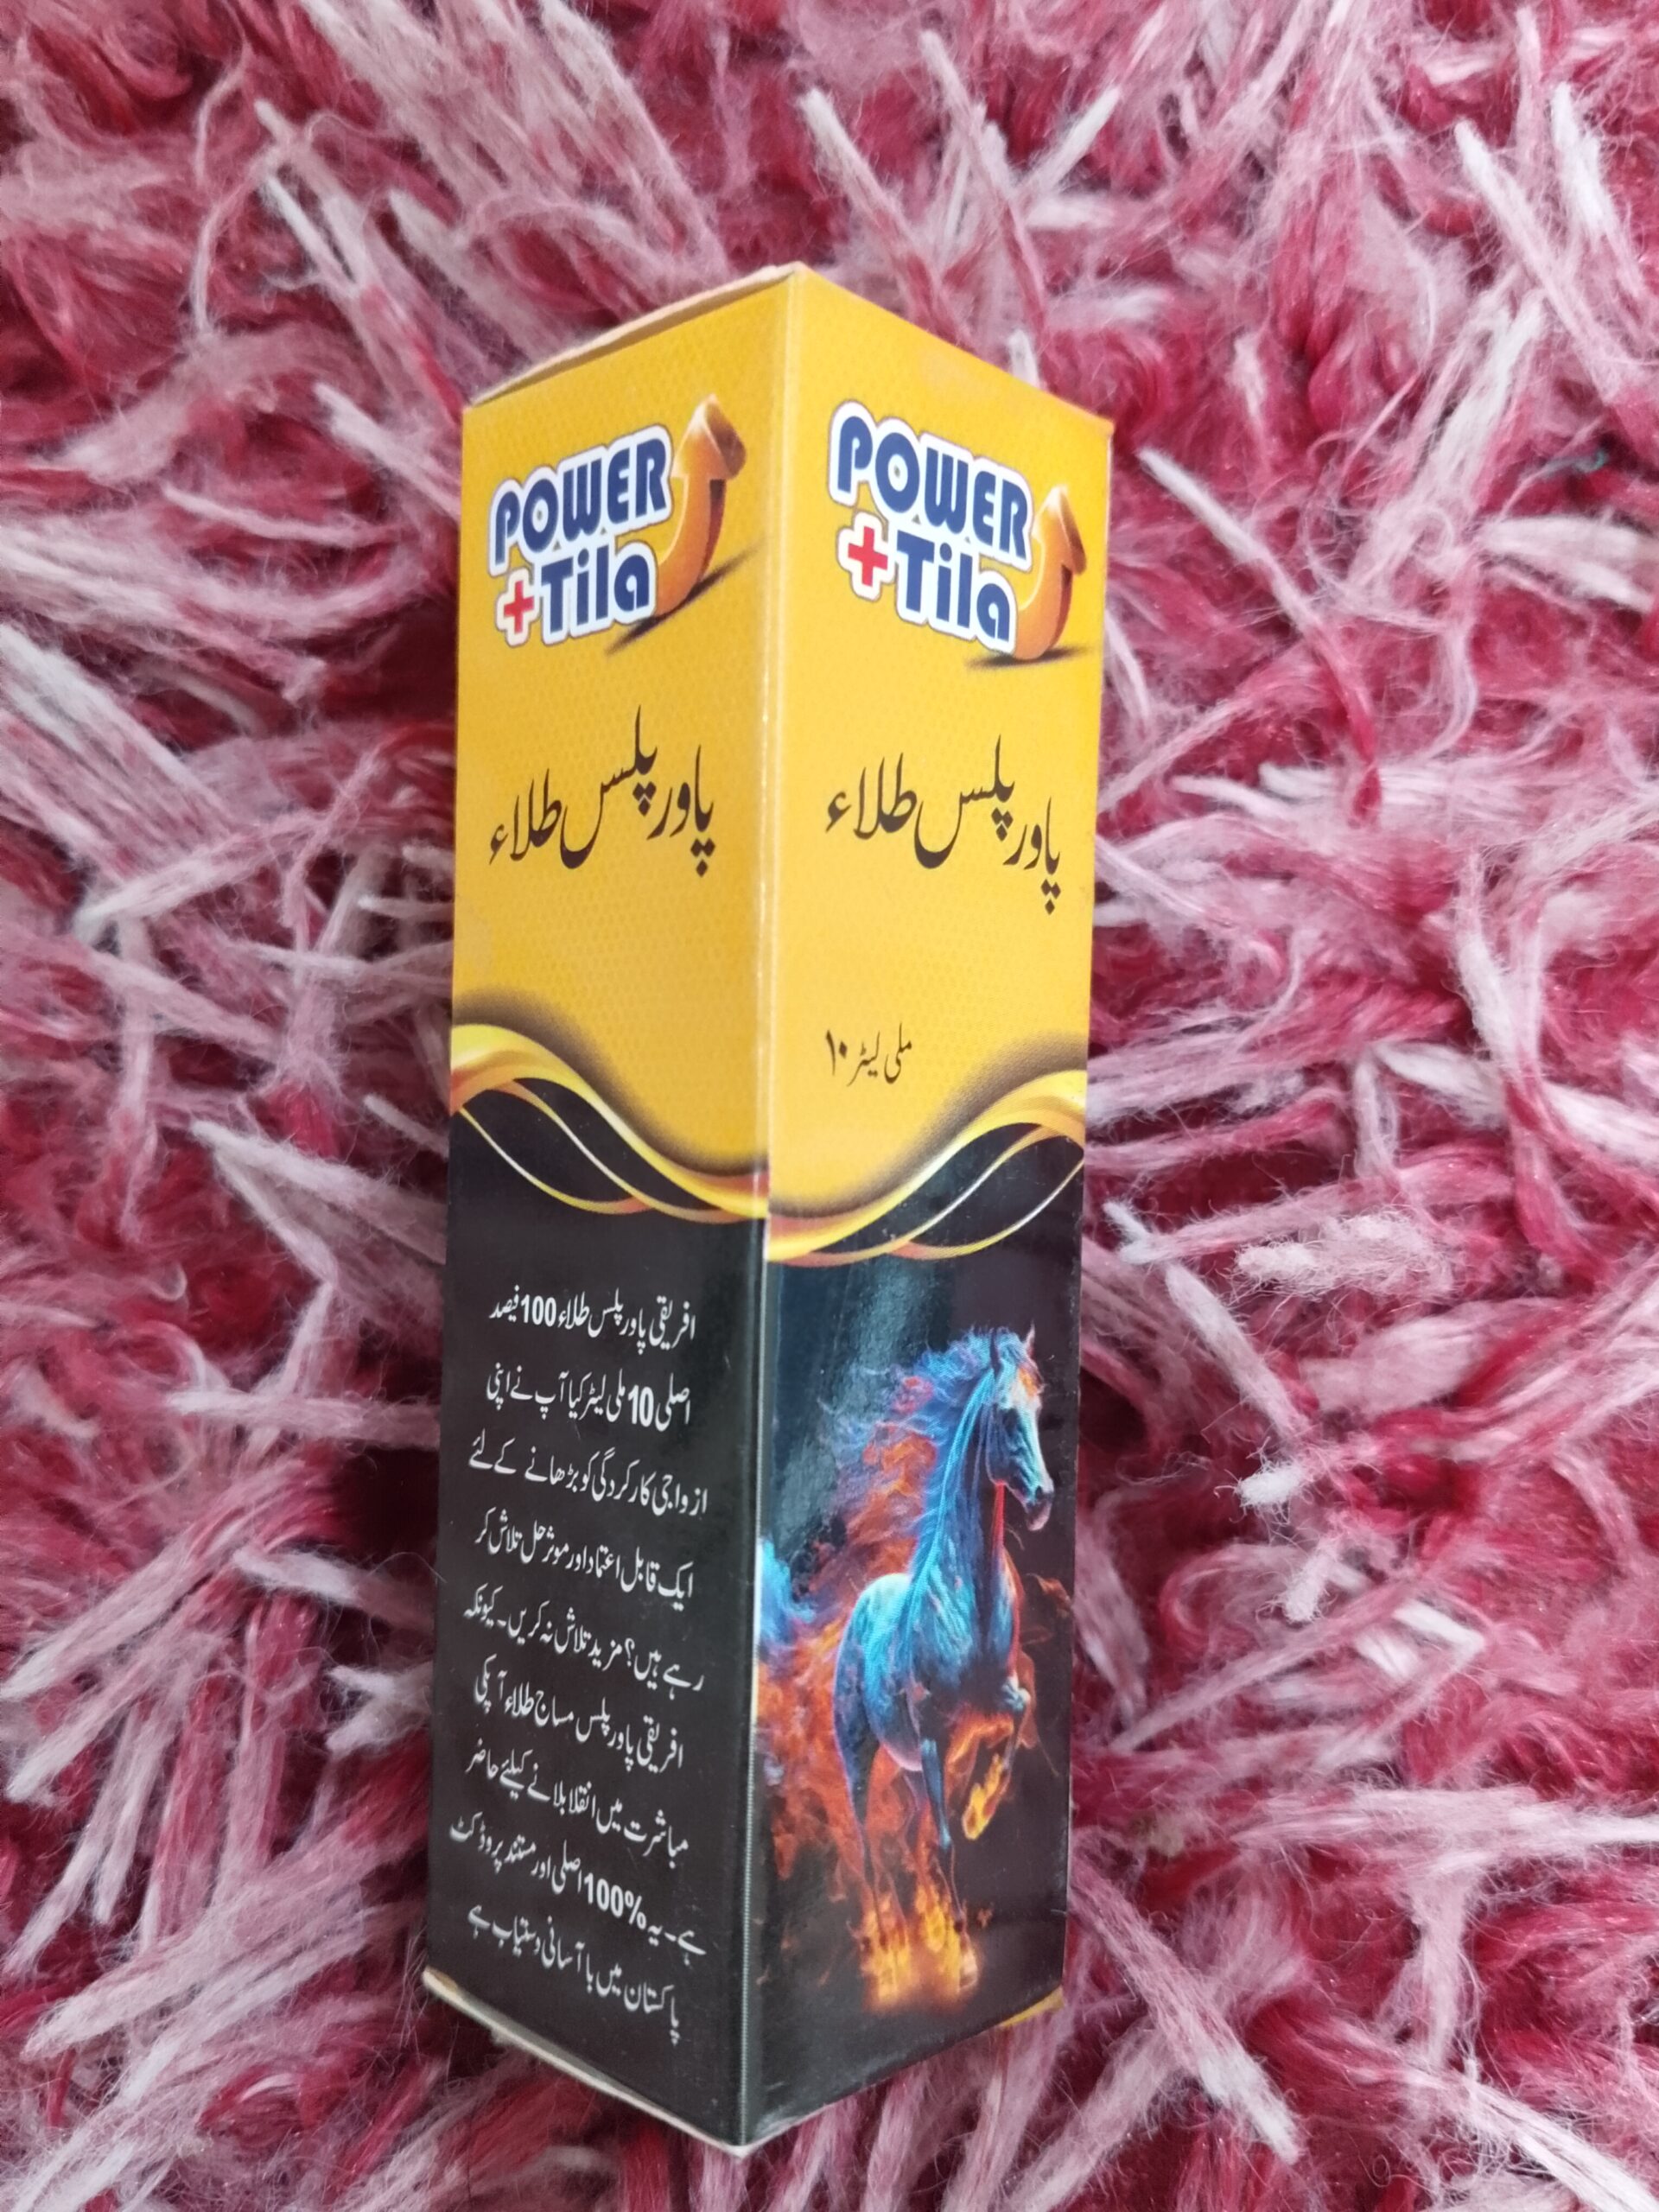 POWER
+Tila
پاور پلس طلاء
افریقی پاور پلس طلاء 100 فیصد
اصلی 10 ملی لیٹر کیا آپ نے اپنی
ازواجی کارکردگی کو بڑھانے کے لئے
ایک قابل اعتماد اور موثر حل تلاش کر
رہے ہیں؟ مزید تلاش نہ کریں۔ کیونکہ
افریقی پاور پلس مساج طلاء آپکی
مباشرت میں انقلابلانے کیلئے حاضر
ہے۔ یہ 100% اصلی اور مستند پروڈکٹ
پاکستان میں باآسانی دستیاب ہے
POWER
+Tila
پاور پلس طلاء
ملی لیٹر ۱۰